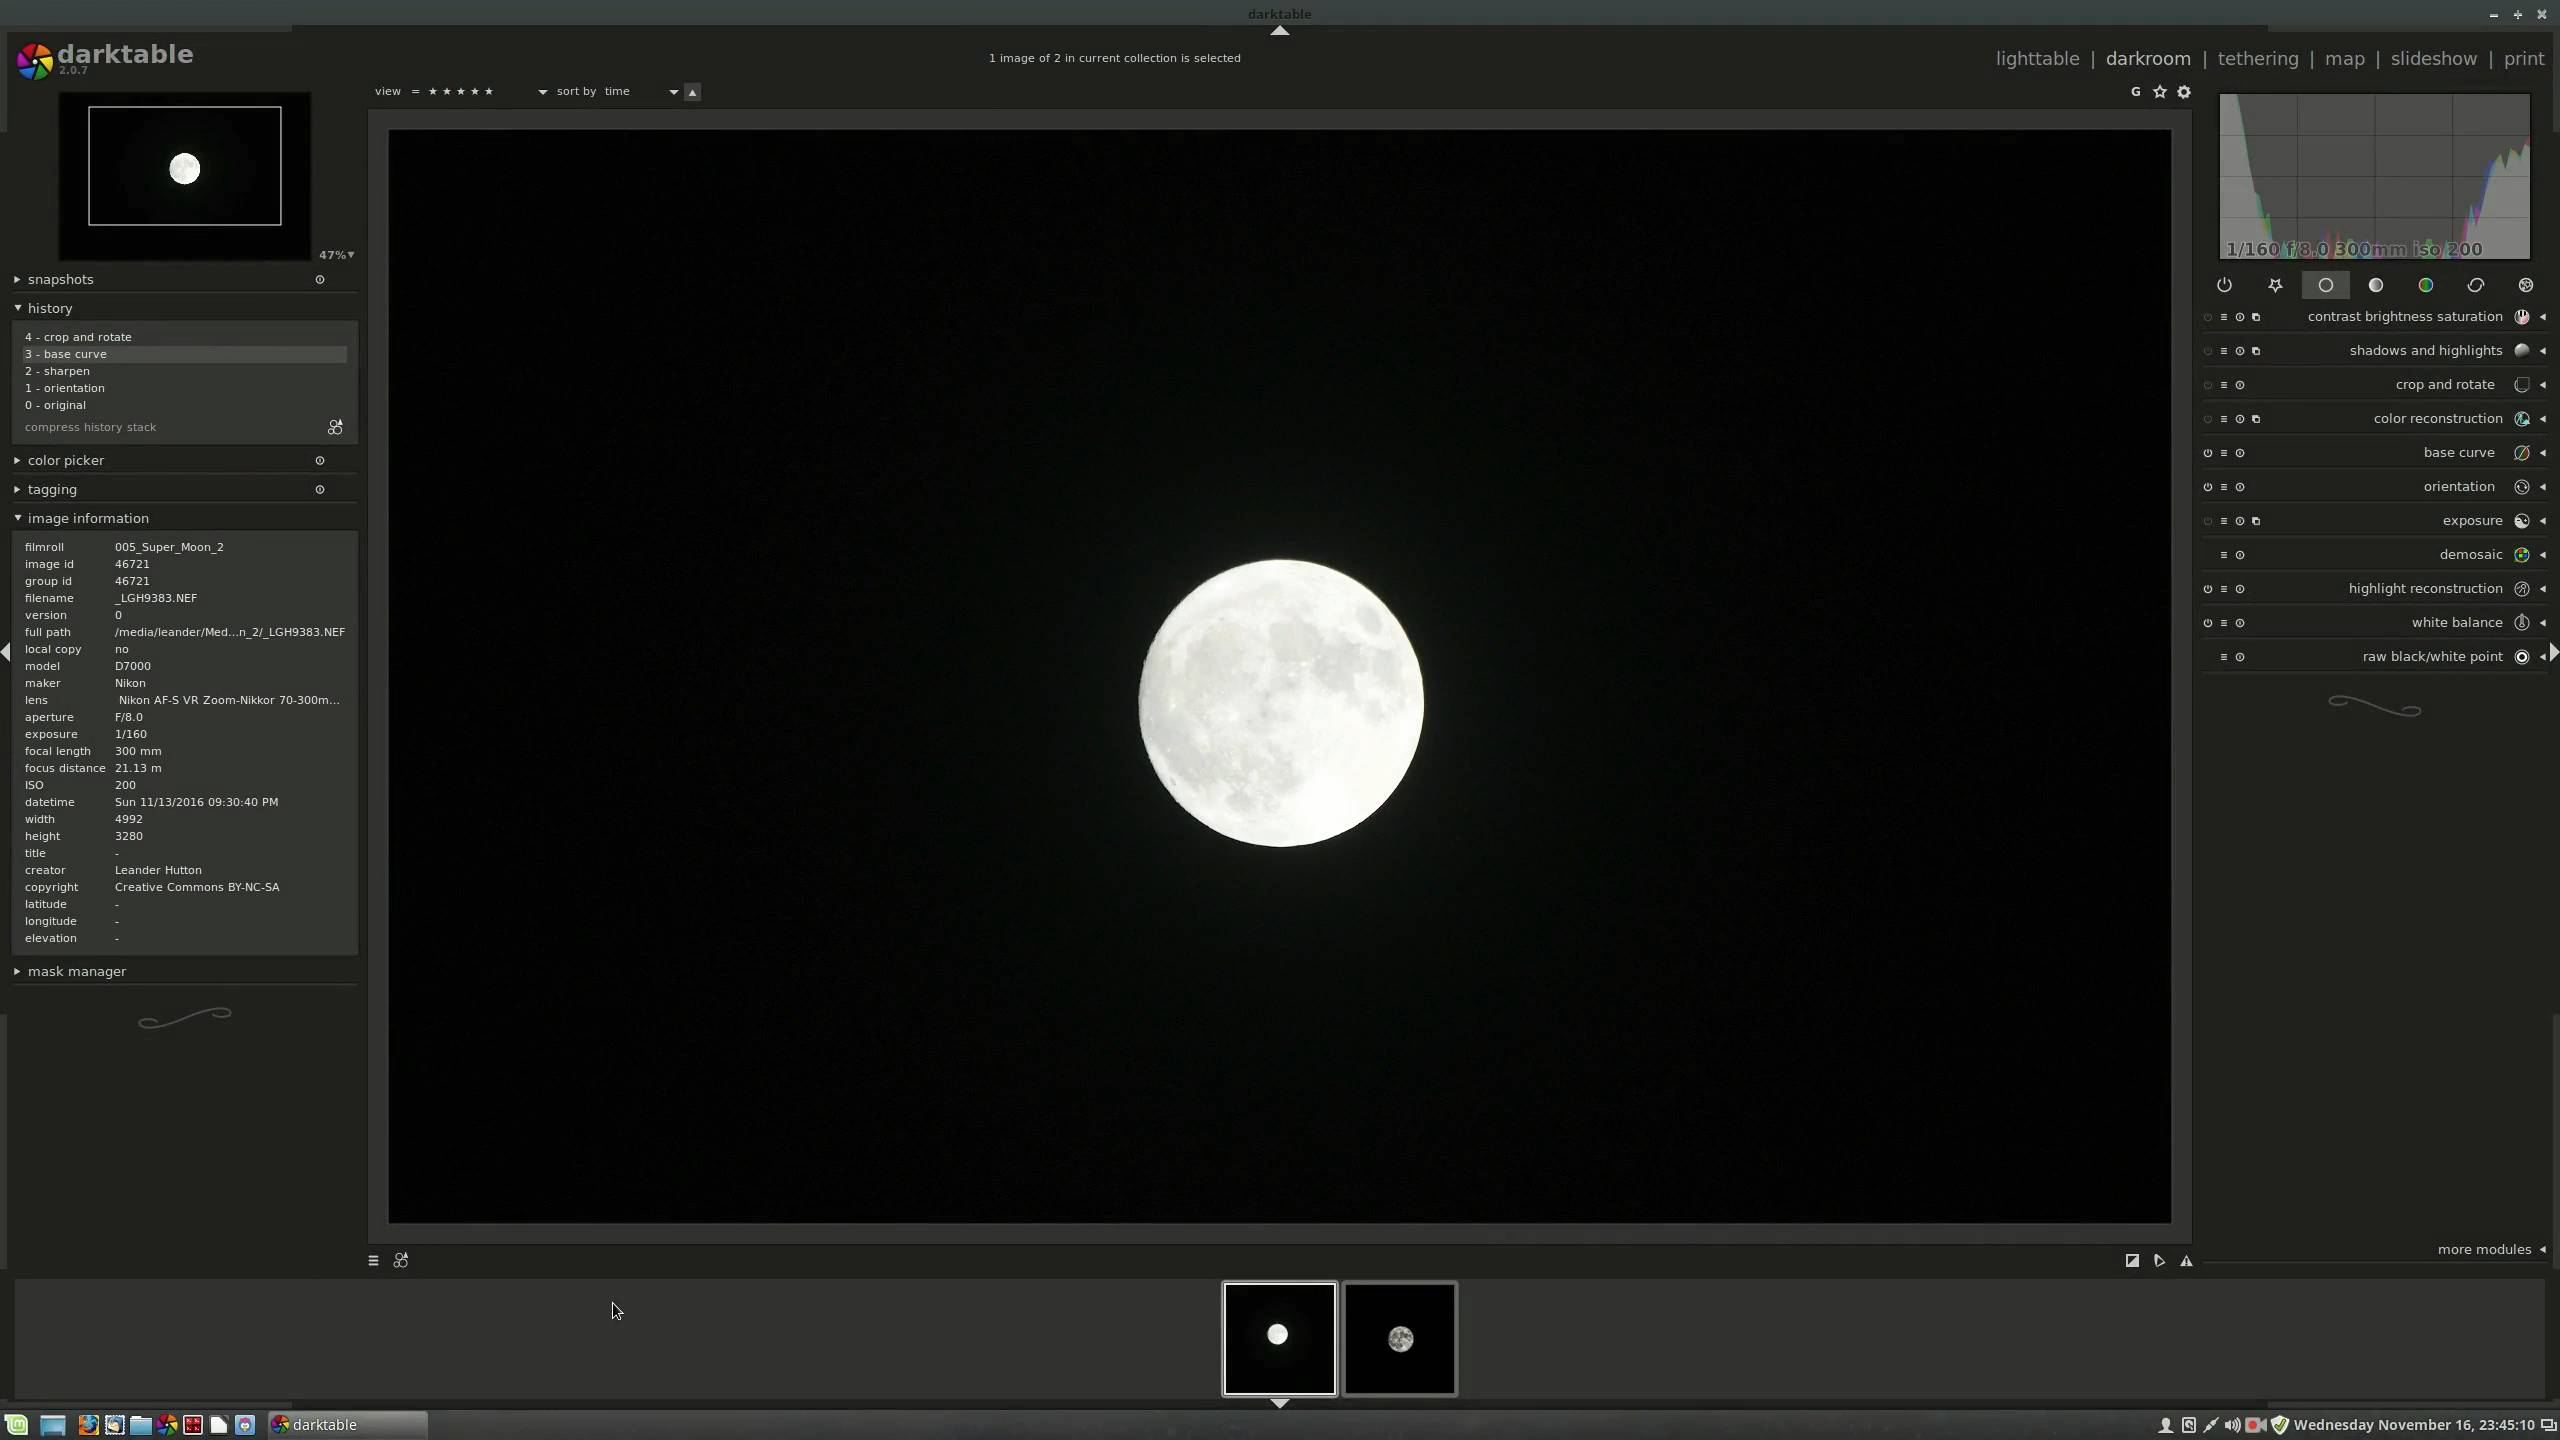 darktable
darktable
2.0.7
1 image of 2 in current collection is selected
lighttable | darkroom | tethering | map | slideshow | print
view = ★ ★ ★ ★ ★ sort by time
G
1/160 f/8.0 300mm iso 200
47%
snapshots
history
4 - crop and rotate
3 - base curve
2 - sharpen
1 - orientation
0 - original
compress history stack
color picker
tagging
image information
filmroll 005_Super_Moon_2
image id 46721
group id 46721
filename _LGH9383.NEF
version 0
full path /media/leander/Med...n_2/_LGH9383.NEF
local copy no
model D7000
maker Nikon
lens Nikon AF-S VR Zoom-Nikkor 70-300m...
aperture F/8.0
exposure 1/160
focal length 300 mm
focus distance 21.13 m
ISO 200
datetime Sun 11/13/2016 09:30:40 PM
width 4992
height 3280
title -
creator Leander Hutton
copyright Creative Commons BY-NC-SA
latitude -
longitude -
elevation -
mask manager
contrast brightness saturation
shadows and highlights
crop and rotate
color reconstruction
base curve
orientation
exposure
demosaic
highlight reconstruction
white balance
raw black/white point
more modules
darktable
Wednesday November 16, 23:45:10